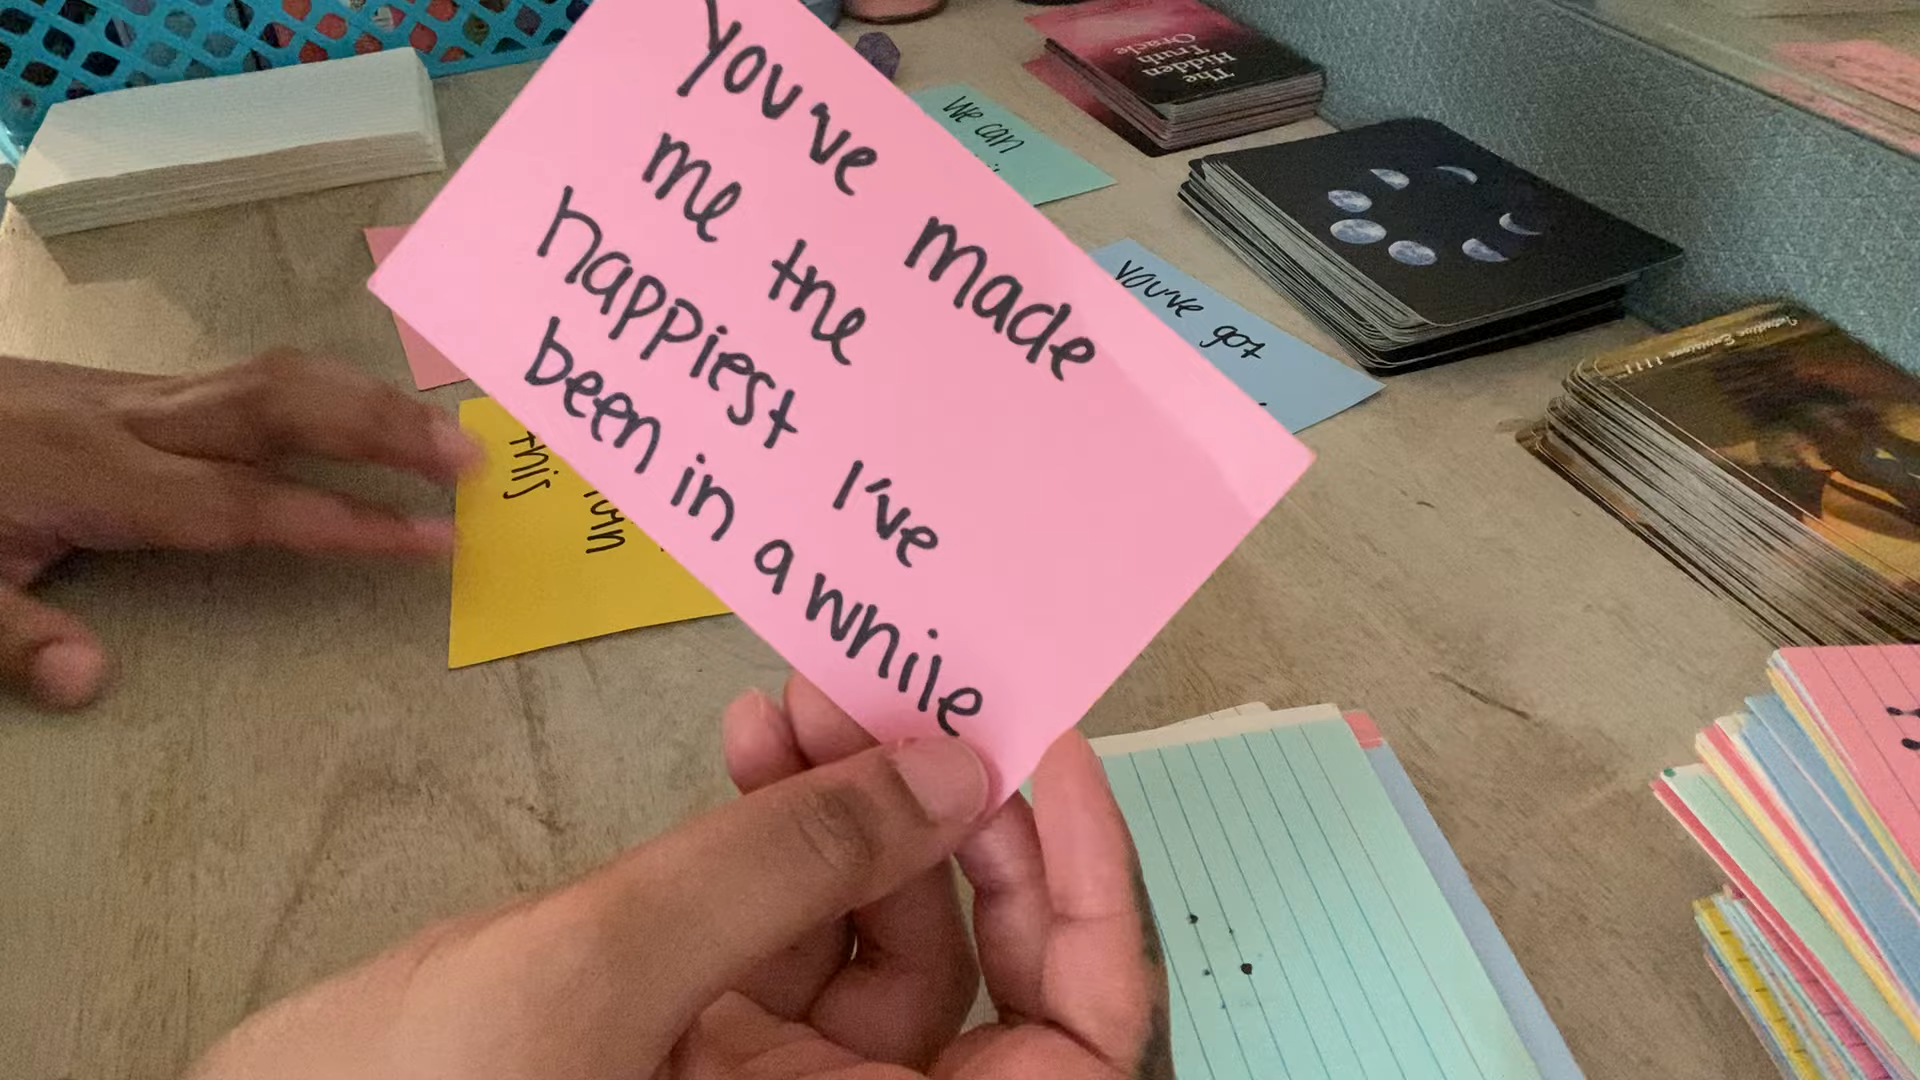 You've made
me the
happiest I've
been in a while
We can
You've got
this
The
Hidden
Truth
Oracle